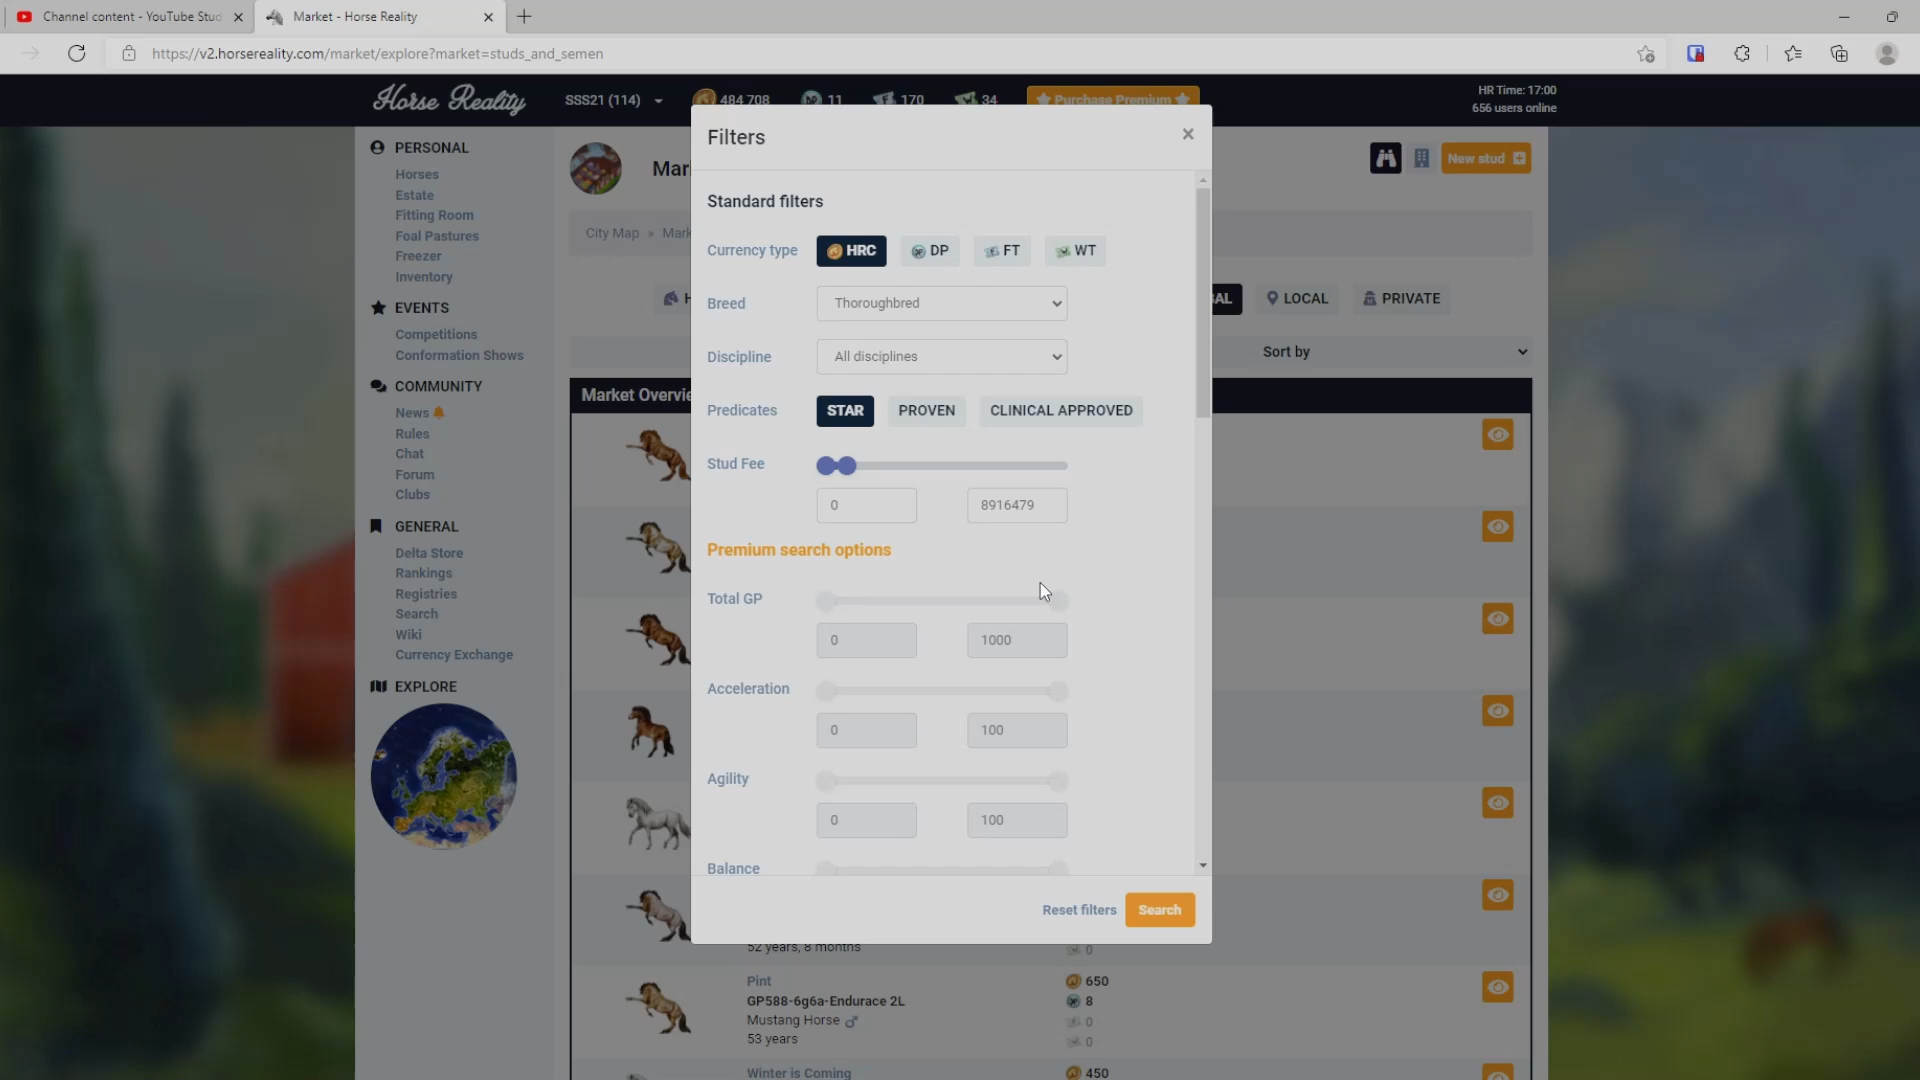 Channel content - YouTube Stud
Market - Horse Reality
https://v2.horsereality.com/market/explore?market=studs_and_semen
Horse Reality
SSS21 (114)
484 708
11
170
34
Purchase Premium
HR Time: 17:00
656 users online
PERSONAL
Horses
Estate
Fitting Room
Foal Pastures
Freezer
Inventory
EVENTS
Competitions
Conformation Shows
COMMUNITY
News
Rules
Chat
Forum
Clubs
GENERAL
Delta Store
Rankings
Registries
Search
Wiki
Currency Exchange
EXPLORE
Mar
New stud
City Map » Mark
H
AL
LOCAL
PRIVATE
Sort by
Market Overvie
Filters
Standard filters
Currency type
HRC
DP
FT
WT
Breed
Thoroughbred
Discipline
All disciplines
Predicates
STAR
PROVEN
CLINICAL APPROVED
Stud Fee
0
8916479
Premium search options
Total GP
0
1000
Acceleration
0
100
Agility
0
100
Balance
Reset filters
Search
52 years, 8 months
0
Pint
GP588-6g6a-Endurace 2L
Mustang Horse
53 years
650
8
0
0
Winter is Coming
450